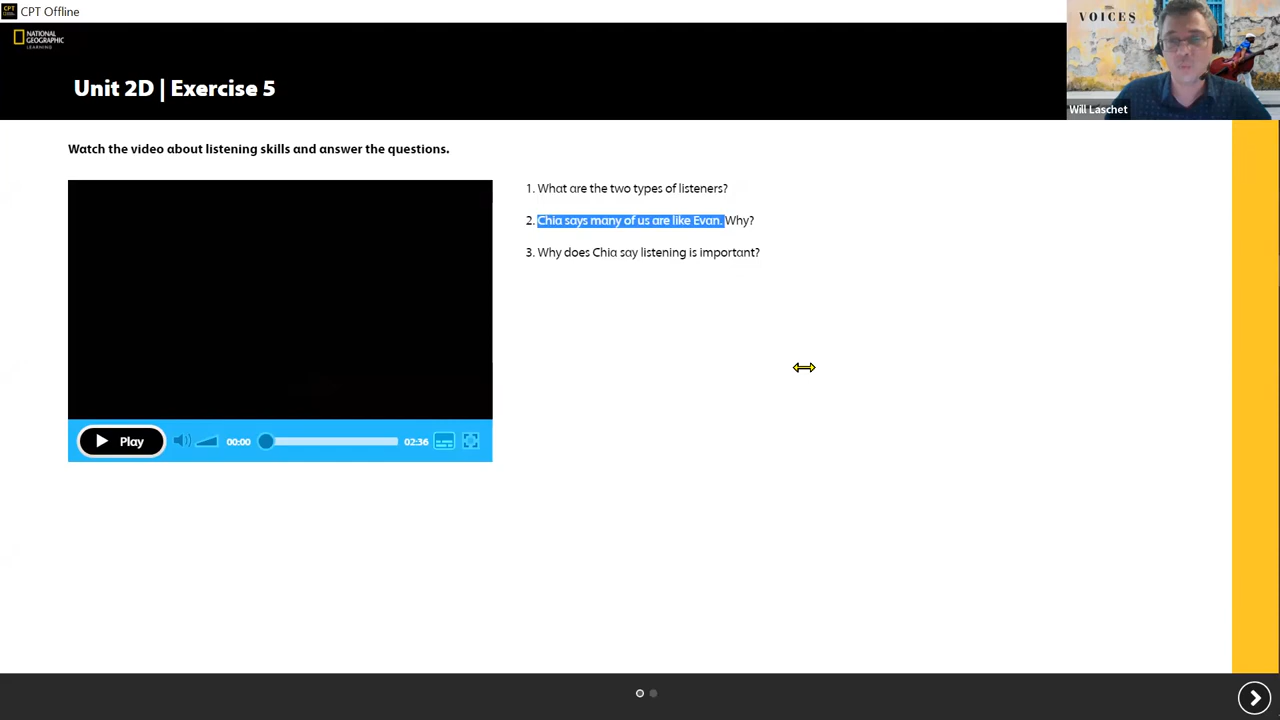 CPT Offline
NATIONAL
GEOGRAPHIC
LEARNING
VOICES
Unit 2D | Exercise 5
Will Laschet
Watch the video about listening skills and answer the questions.
1. What are the two types of listeners?
2. Chia says many of us are like Evan. Why?
3. Why does Chia say listening is important?
Play
00:00
02:36